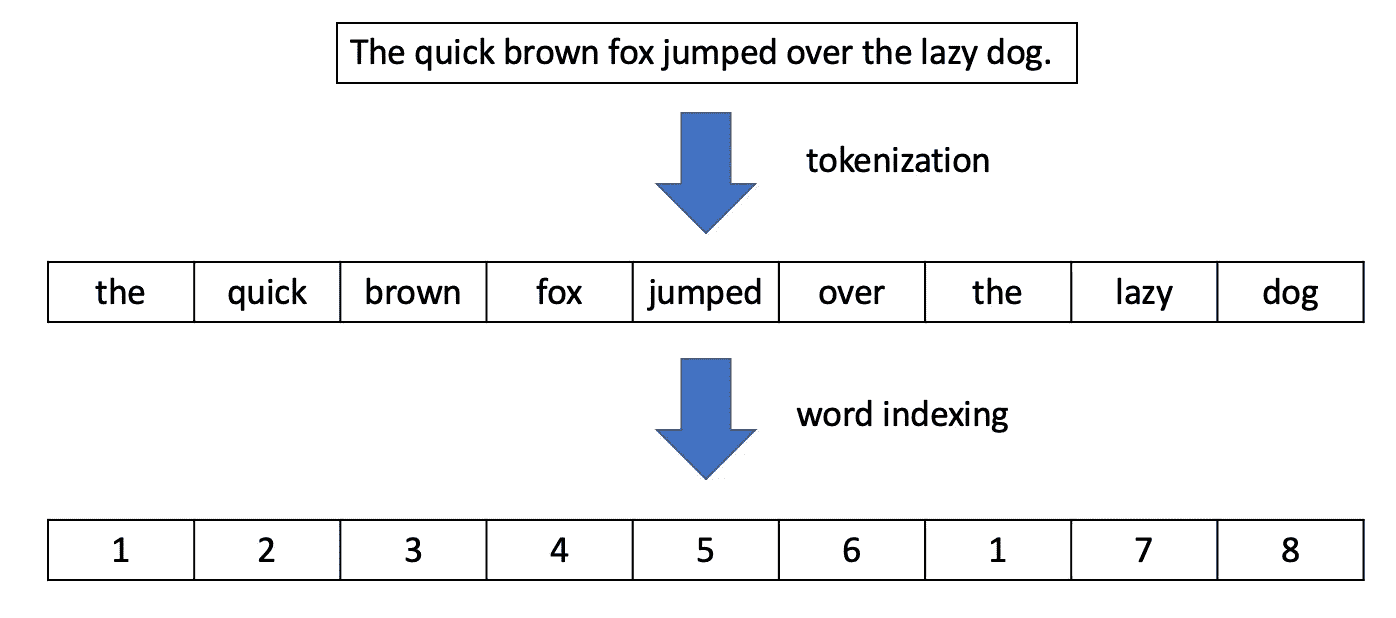 The quick brown fox jumped over the lazy dog.
tokenization
the quick brown fox jumped over the lazy dog
word indexing
1 2 3 4 5 6 1 7 8